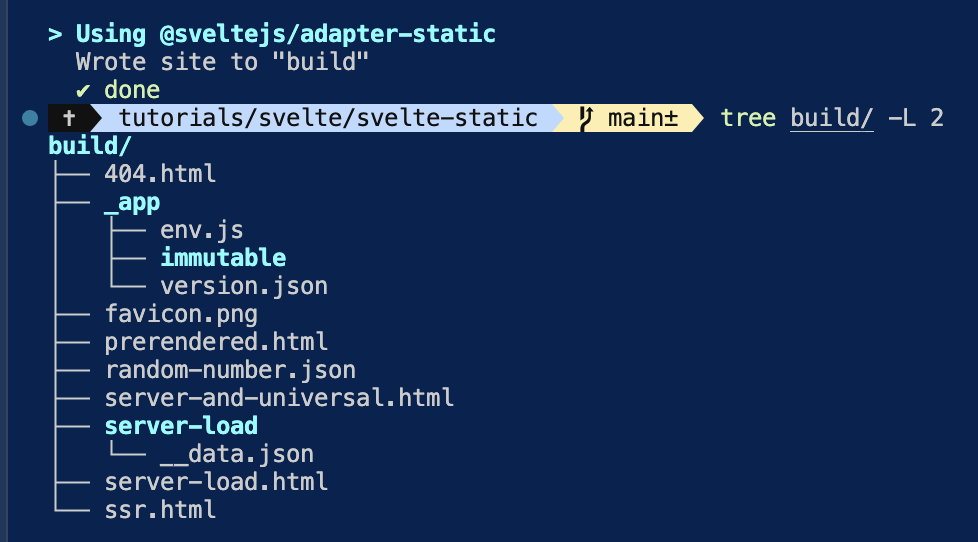 > Using @sveltejs/adapter-static
  Wrote site to "build"
  ✔ done
✝ tutorials/svelte/svelte-static main± tree build/ -L 2
build/
├── 404.html
├── _app
│   ├── env.js
│   ├── immutable
│   └── version.json
├── favicon.png
├── prerendered.html
├── random-number.json
├── server-and-universal.html
├── server-load
│   └── __data.json
├── server-load.html
└── ssr.html